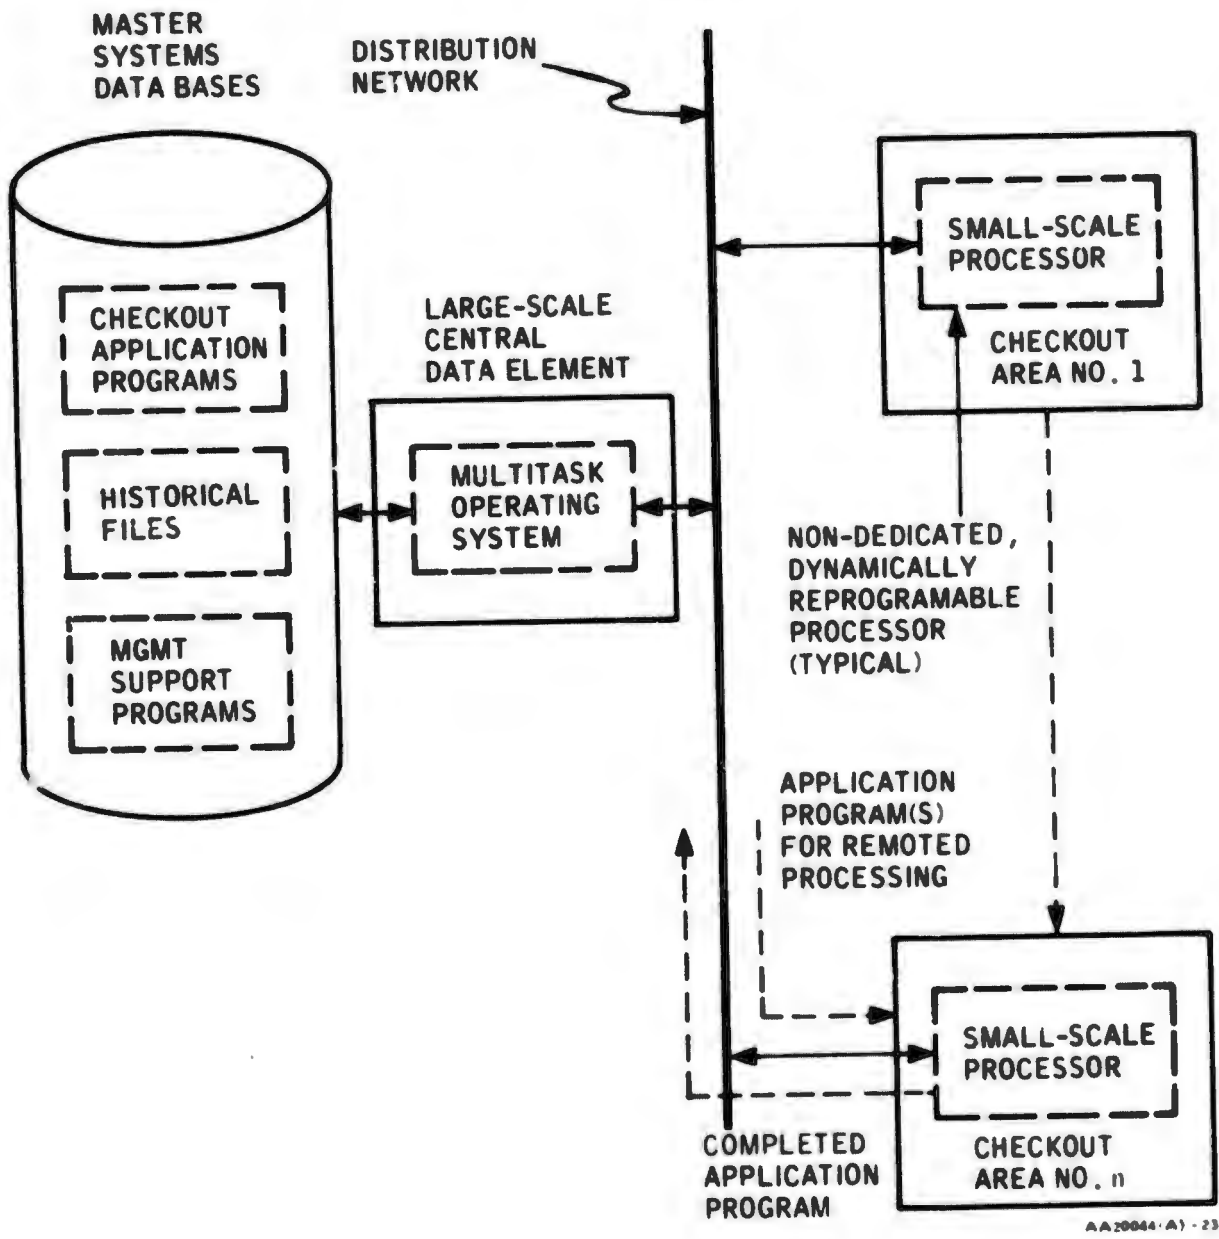 MASTER
SYSTEMS
DATA BASES
DISTRIBUTION
NETWORK
SMALL-SCALE
PROCESSOR
CHECKOUT
AREA NO. 1
CHECKOUT
APPLICATION
PROGRAMS
LARGE-SCALE
CENTRAL
DATA ELEMENT
HISTORICAL
FILES
MULTITASK
OPERATING
SYSTEM
NON-DEDICATED,
DYNAMICALLY
REPROGRAMABLE
PROCESSOR
(TYPICAL)
MGMT
SUPPORT
PROGRAMS
APPLICATION
PROGRAM(S)
FOR REMOTED
PROCESSING
SMALL-SCALE
PROCESSOR
CHECKOUT
AREA NO. n
COMPLETED
APPLICATION
PROGRAM
AA20044(A) - 23